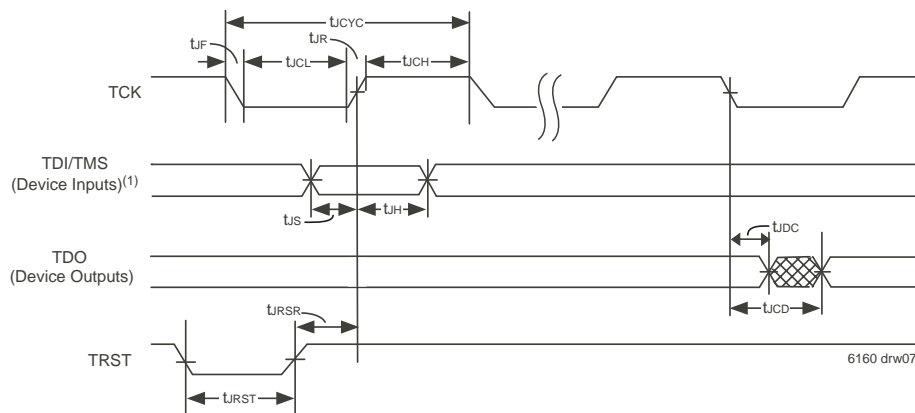 tJCYC
tJF
tJCL
tJR
tJCH
TCK
TDI/TMS
(Device Inputs)(1)
tJS
tJH
TDO
(Device Outputs)
tJDC
tJCD
tJRSR
TRST
tJRST
6160 drw07